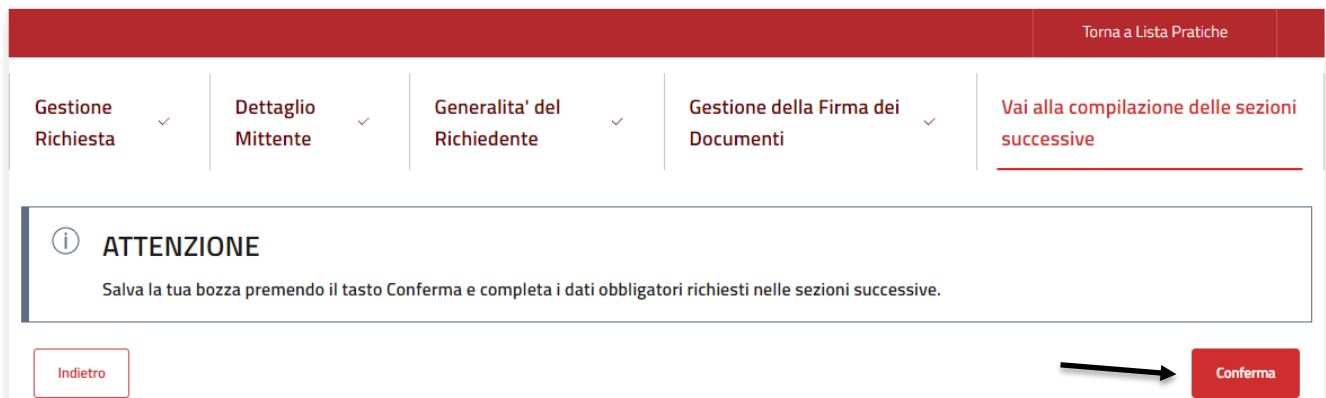 Torna a Lista Pratiche
Gestione
Richiesta
Dettaglio
Mittente
Generalita' del
Richiedente
Gestione della Firma dei
Documenti
Vai alla compilazione delle sezioni
successive
ATTENZIONE
Salva la tua bozza premendo il tasto Conferma e completa i dati obbligatori richiesti nelle sezioni successive.
Indietro
Conferma